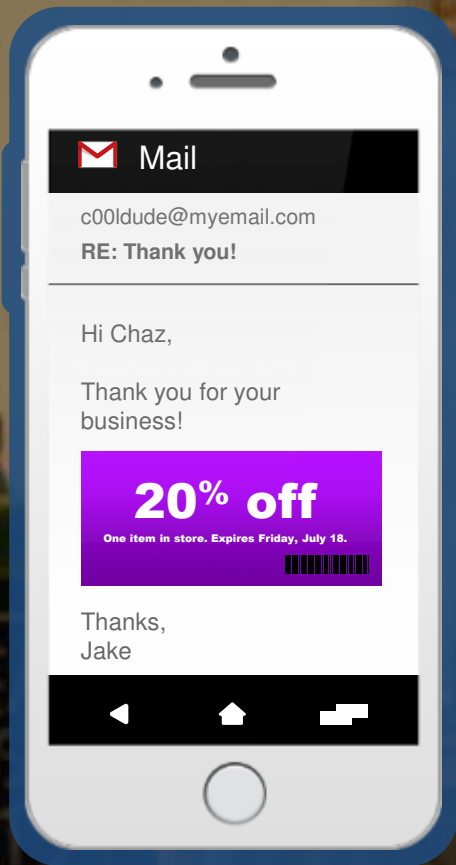 Mail
c00ldude@myemail.com
RE: Thank you!
Hi Chaz,
Thank you for your
business!
20% off
One item in store. Expires Friday, July 18.
Thanks,
Jake